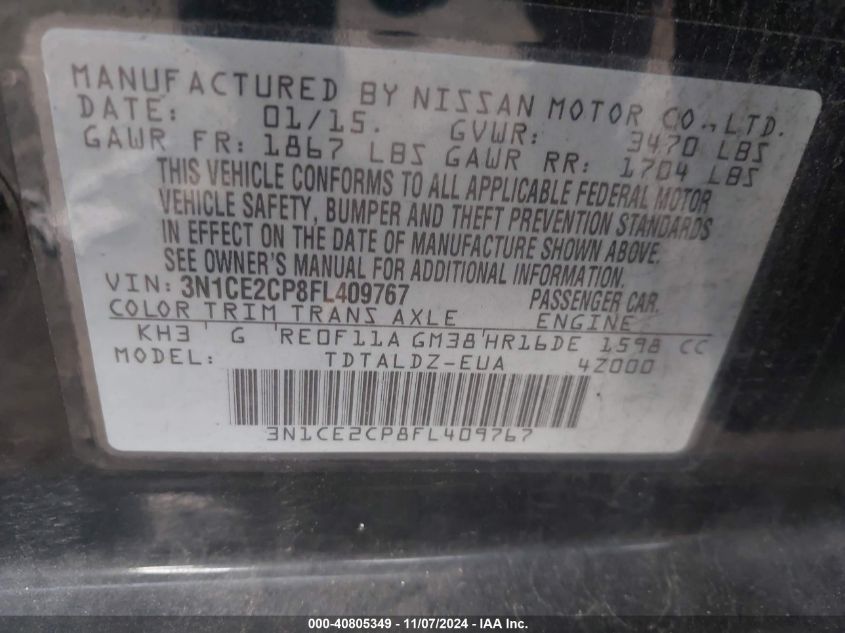 MANUFACTURED BY NISSAN MOTOR CO., LTD.
DATE: 01/15. GVWR: 3470 LBS
GAWR FR: 1867 LBS GAWR RR: 1704 LBS
THIS VEHICLE CONFORMS TO ALL APPLICABLE FEDERAL MOTOR
VEHICLE SAFETY, BUMPER AND THEFT PREVENTION STANDARDS
IN EFFECT ON THE DATE OF MANUFACTURE SHOWN ABOVE.
SEE OWNER'S MANUAL FOR ADDITIONAL INFORMATION.
VIN: 3N1CE2CP8FL409767 PASSENGER CAR.
COLOR TRIM TRANS AXLE ENGINE
KH3 G RE0F11A GM38 HR16DE 1598 CC
MODEL: TDTALDZ-EUA 4Z000
3N1CE2CP8FL409767
000-40805349 - 11/07/2024 - IAA Inc.